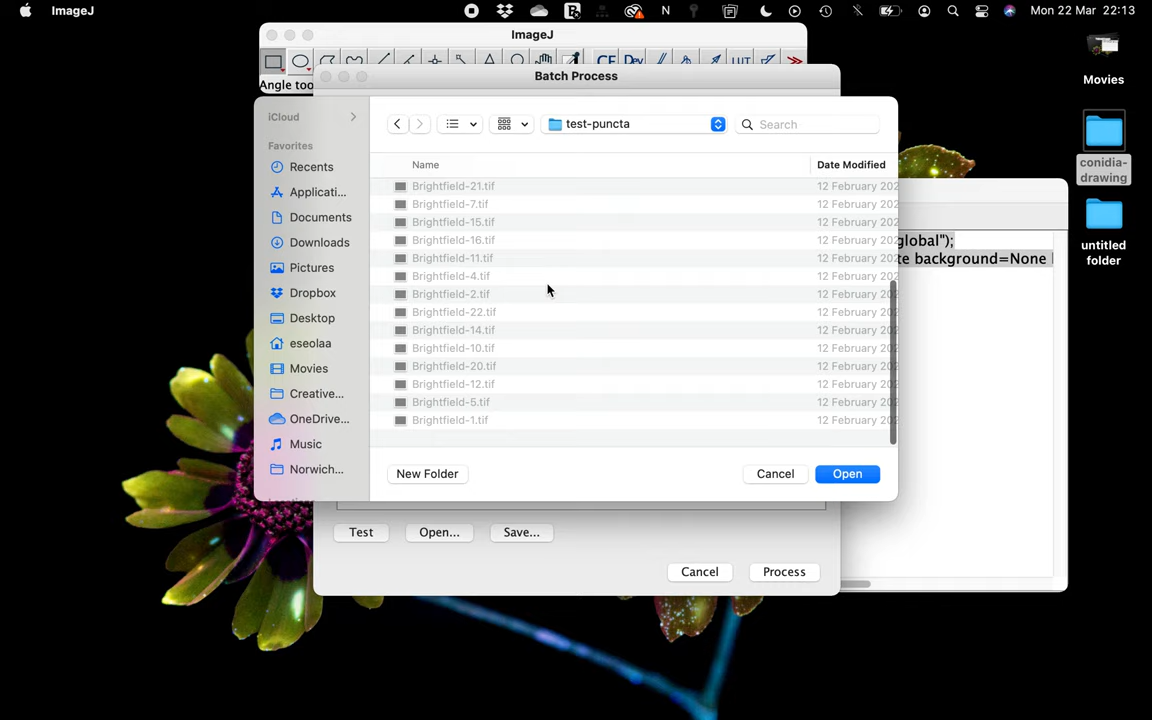 ImageJ
N
Mon 22 Mar 22:13
ImageJ
Dev
LUT
Angle too
Batch Process
Movies
conidia-
drawing
untitled
folder
iCloud
Favorites
Recents
Applicati...
Documents
Downloads
Pictures
Dropbox
Desktop
eseolaa
Movies
Creative...
OneDrive...
Music
Norwich...
test-puncta
Search
Name
Date Modified
Brightfield-21.tif 12 February 202
Brightfield-7.tif 12 February 202
Brightfield-15.tif 12 February 202
Brightfield-16.tif 12 February 202
Brightfield-11.tif 12 February 202
Brightfield-4.tif 12 February 202
Brightfield-2.tif 12 February 202
Brightfield-22.tif 12 February 202
Brightfield-14.tif 12 February 202
Brightfield-10.tif 12 February 202
Brightfield-20.tif 12 February 202
Brightfield-12.tif 12 February 202
Brightfield-5.tif 12 February 202
Brightfield-1.tif 12 February 202
New Folder
Cancel
Open
global");
te background=None
Test
Open...
Save...
Cancel
Process